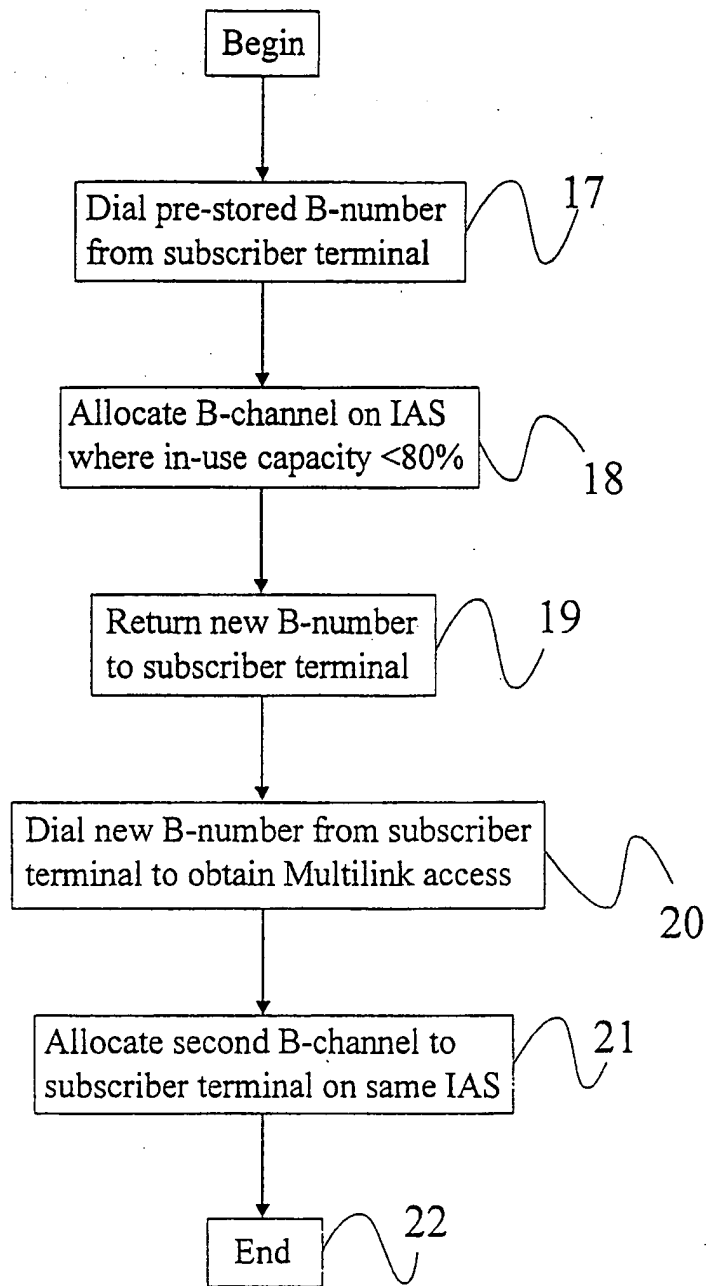 Begin
Dial pre-stored B-number
from subscriber terminal
17
Allocate B-channel on IAS
where in-use capacity <80%
18
Return new B-number
to subscriber terminal
19
Dial new B-number from subscriber
terminal to obtain Multilink access
20
Allocate second B-channel to
subscriber terminal on same IAS
21
End
22